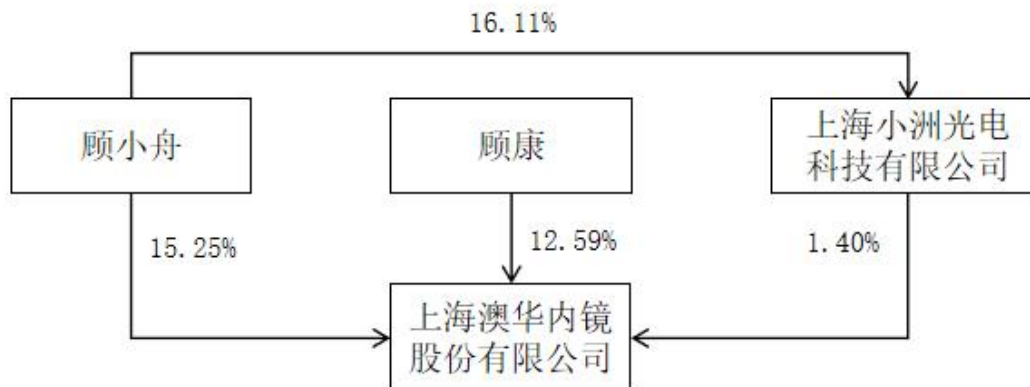 16.11%
顾小舟
顾康
上海小洲光电
科技有限公司
15.25%
12.59%
1.40%
上海澳华内镜
股份有限公司